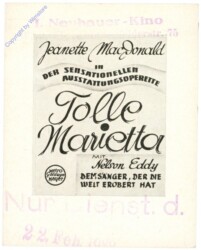 I. Neubauer-Kino
Jeanette MacDonald
IN
DER SENSATIONELLEN
AUSSTATTUNGSOPERETTE
Tolle
Marietta
MIT
Nelson Eddy
DEM SÄNGER, DER DIE
WELT EROBERT HAT
Nur Dienst. d.